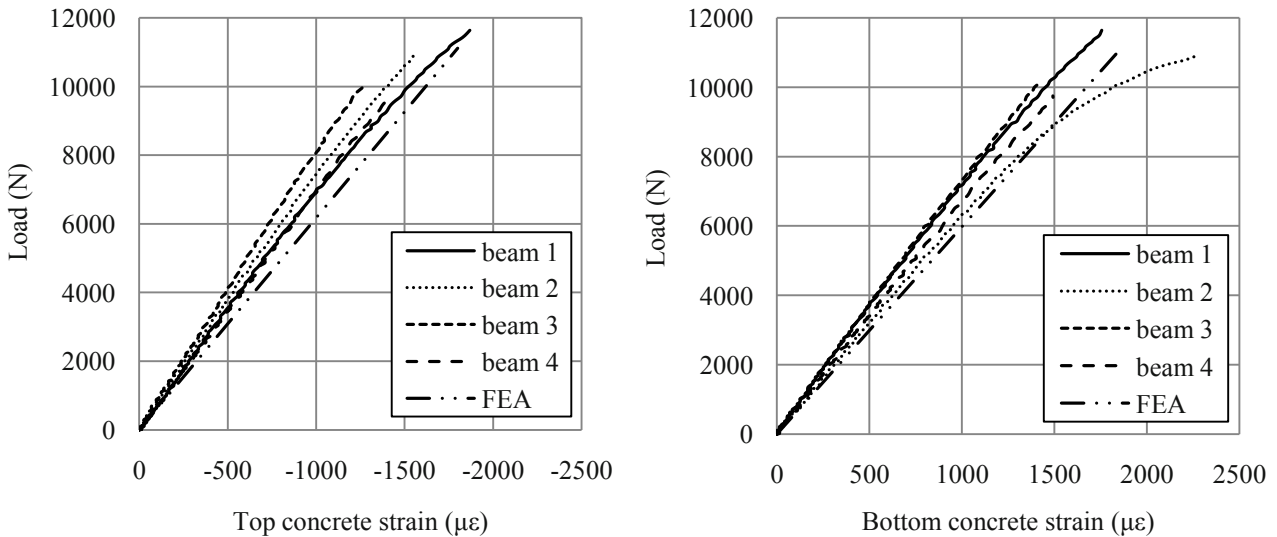 12000
10000
8000
6000
4000
2000
0
Load (N)
0 -500 -1000 -1500 -2000 -2500
Top concrete strain (με)
beam 1
beam 2
beam 3
beam 4
FEA
12000
10000
8000
6000
4000
2000
0
Load (N)
0 500 1000 1500 2000 2500
Bottom concrete strain (με)
beam 1
beam 2
beam 3
beam 4
FEA